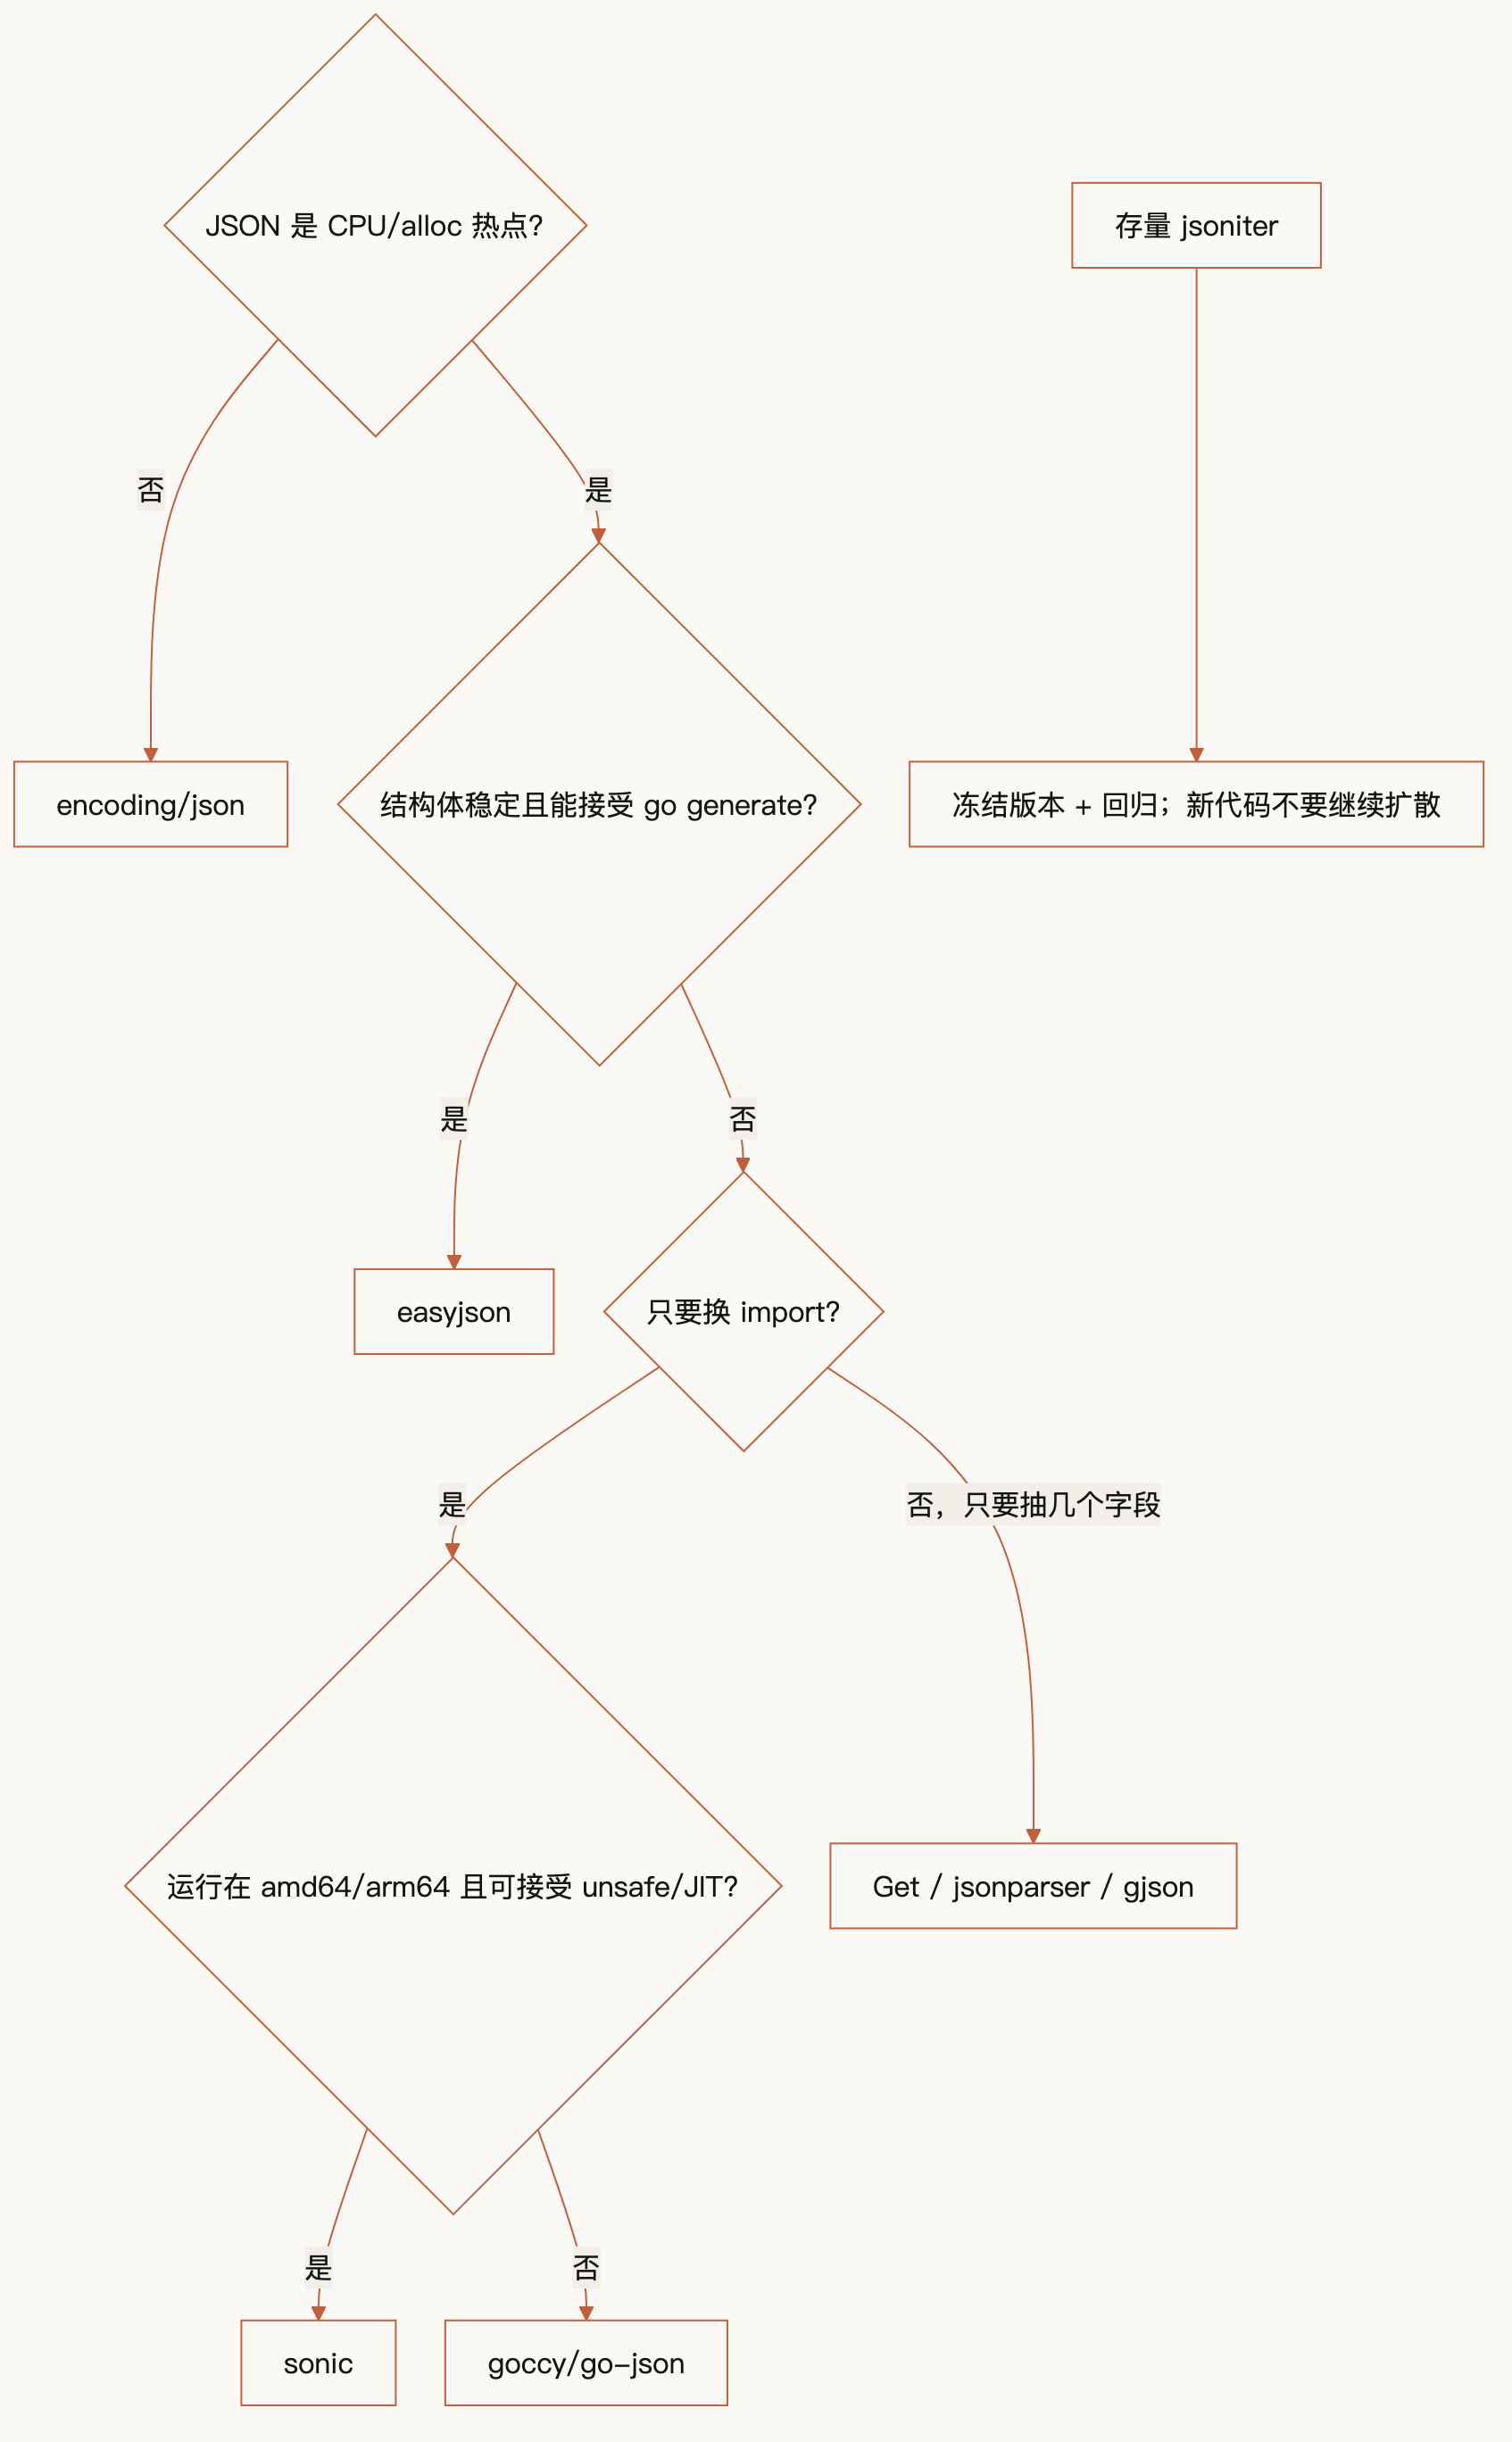 JSON 是 CPU/alloc 热点?
存量 jsoniter
否
是
encoding/json
结构体稳定且能接受 go generate?
冻结版本 + 回归；新代码不要继续扩散
是
否
easyjson
只要换 import?
是
否，只要抽几个字段
运行在 amd64/arm64 且可接受 unsafe/JIT?
Get / jsonparser / gjson
是
否
sonic
goccy/go-json